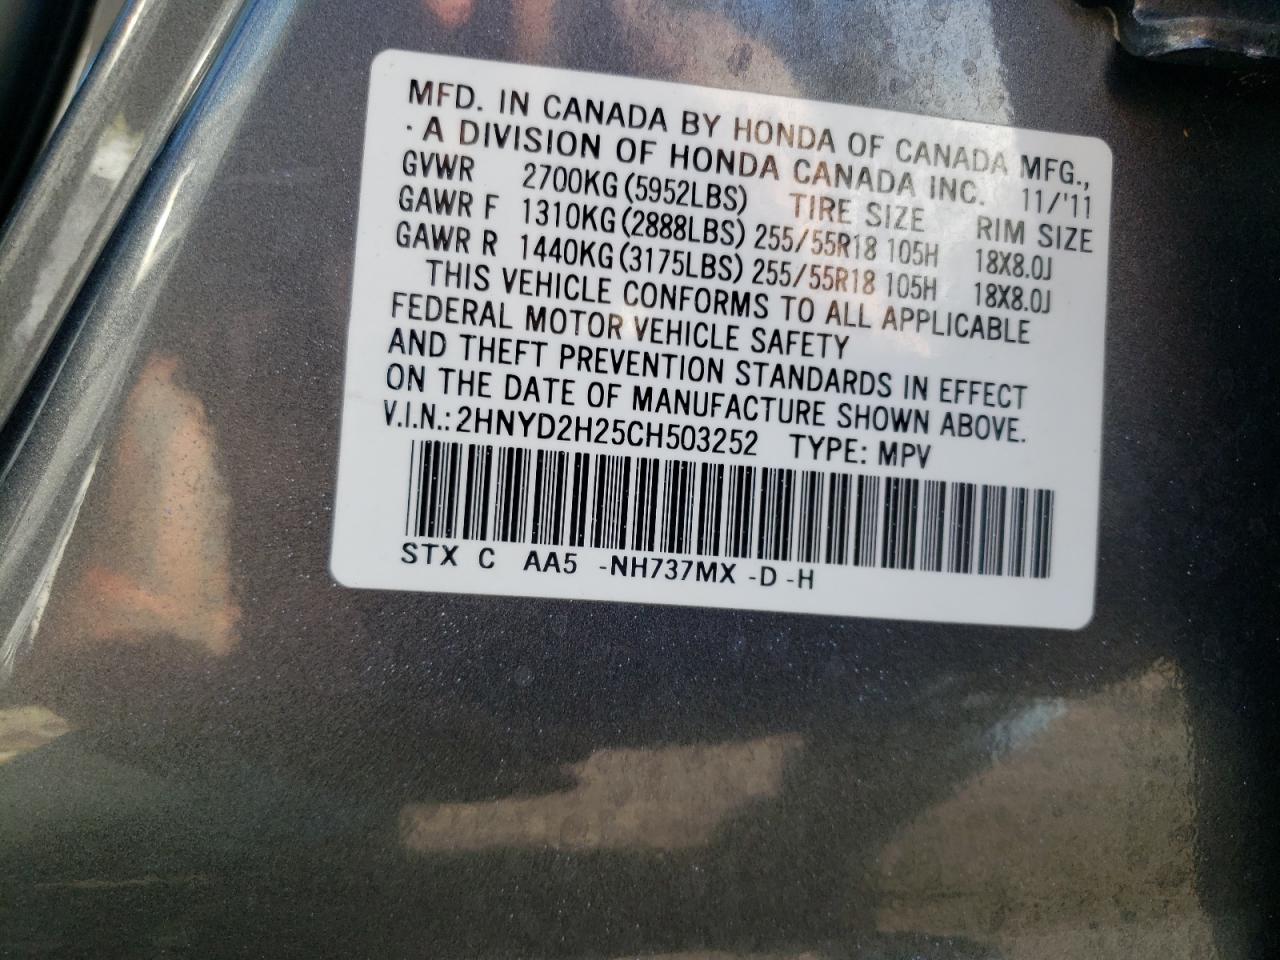 MFD. IN CANADA BY HONDA OF CANADA MFG.,
· A DIVISION OF HONDA CANADA INC. 11/'11
GVWR 2700KG (5952LBS) TIRE SIZE RIM SIZE
GAWR F 1310KG (2888LBS) 255/55R18 105H 18X8.0J
GAWR R 1440KG (3175LBS) 255/55R18 105H 18X8.0J
THIS VEHICLE CONFORMS TO ALL APPLICABLE
FEDERAL MOTOR VEHICLE SAFETY
AND THEFT PREVENTION STANDARDS IN EFFECT
ON THE DATE OF MANUFACTURE SHOWN ABOVE.
V.I.N.: 2HNYD2H25CH503252 TYPE: MPV
STX C AA5 -NH737MX -D -H